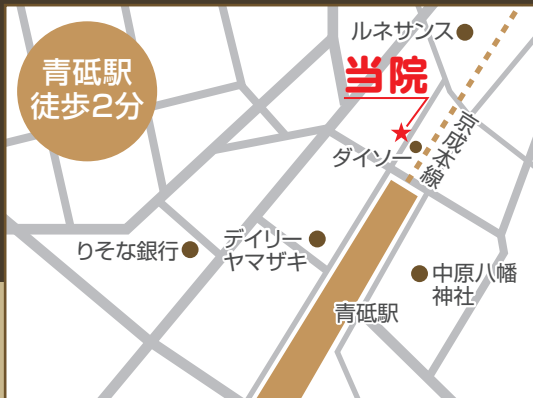 青砥駅
徒歩2分
ルネサンス
当院
ダイソー
京成本線
りそな銀行
デイリー
ヤマザキ
中原八幡
神社
青砥駅